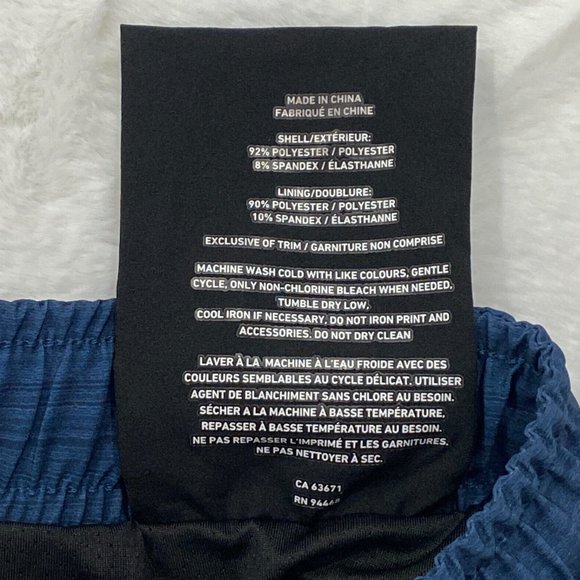 MADE IN CHINA
FABRIQUÉ EN CHINE
SHELL/EXTÉRIEUR:
92% POLYESTER / POLYESTER
8% SPANDEX / ÉLASTHANNE
LINING/DOUBLURE:
90% POLYESTER / POLYESTER
10% SPANDEX / ÉLASTHANNE
EXCLUSIVE OF TRIM / GARNITURE NON COMPRISE
MACHINE WASH COLD WITH LIKE COLOURS, GENTLE
CYCLE, ONLY NON-CHLORINE BLEACH WHEN NEEDED.
TUMBLE DRY LOW.
COOL IRON IF NECESSARY, DO NOT IRON PRINT AND
ACCESSORIES. DO NOT DRY CLEAN
LAVER À LA MACHINE À L'EAU FROIDE AVEC DES
COULEURS SEMBLABLES AU CYCLE DÉLICAT. UTILISER
AGENT DE BLANCHIMENT SANS CHLORE AU BESOIN.
SÉCHER A LA MACHINE À BASSE TEMPÉRATURE,
REPASSER À BASSE TEMPÉRATURE AU BESOIN.
NE PAS REPASSER L'IMPRIMÉ ET LES GARNITURES.
NE PAS NETTOYER À SEC.
CA 63671
RN